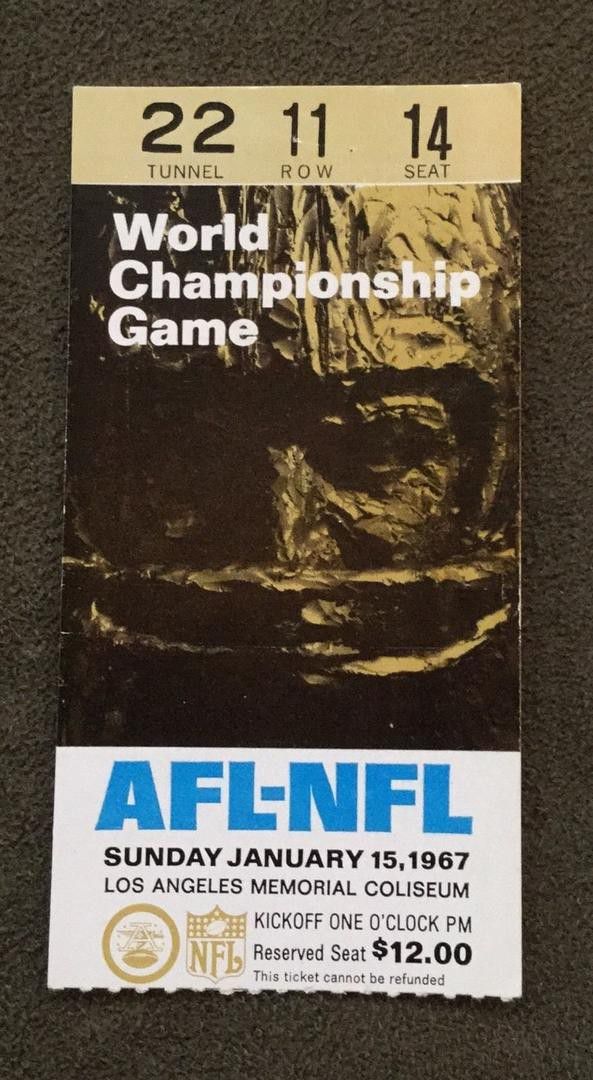 22 11 14
TUNNEL ROW SEAT
World
Championship
Game
AFL-NFL
SUNDAY JANUARY 15, 1967
LOS ANGELES MEMORIAL COLISEUM
KICKOFF ONE O'CLOCK PM
NFL Reserved Seat $12.00
This ticket cannot be refunded